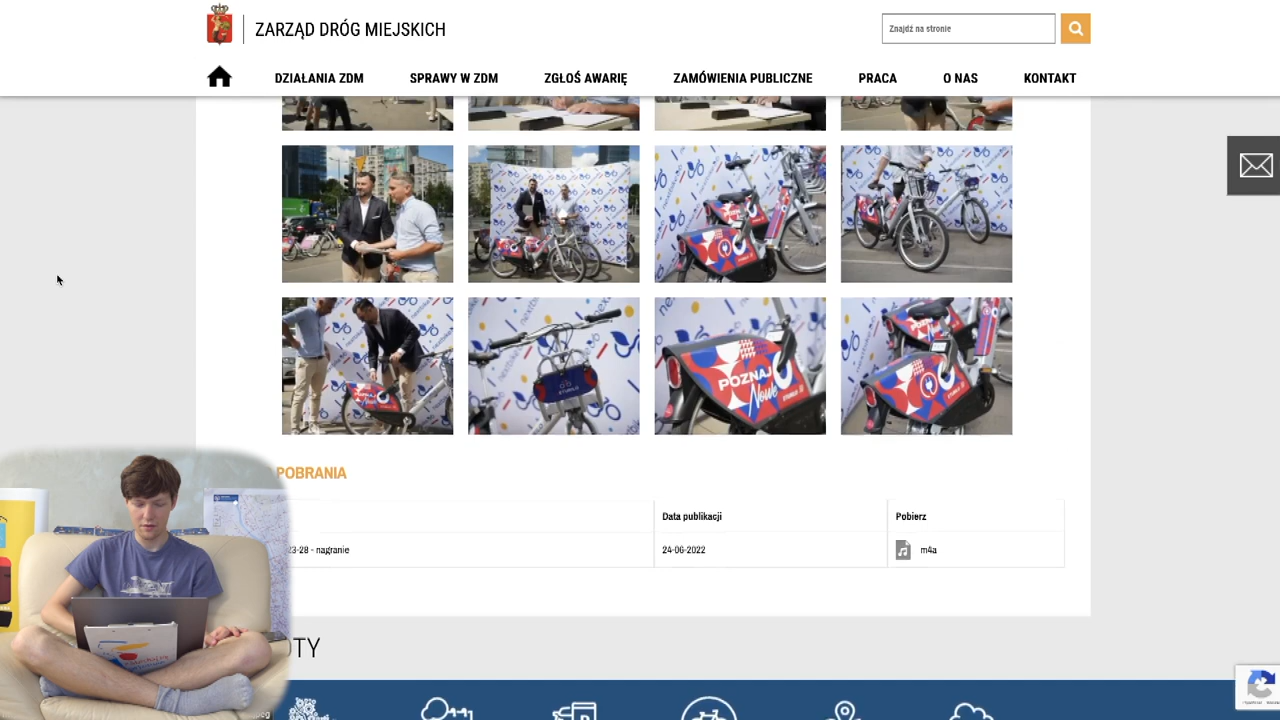 ZARZĄD DRÓG MIEJSKICH
Znajdź na stronie
DZIAŁANIA ZDM
SPRAWY W ZDM
ZGŁOŚ AWARIĘ
ZAMÓWIENIA PUBLICZNE
PRACA
O NAS
KONTAKT
POZNAJ
Nowe
POBRANIA
Data publikacji
Pobierz
23-28 - nagranie
24-06-2022
m4a
OTY